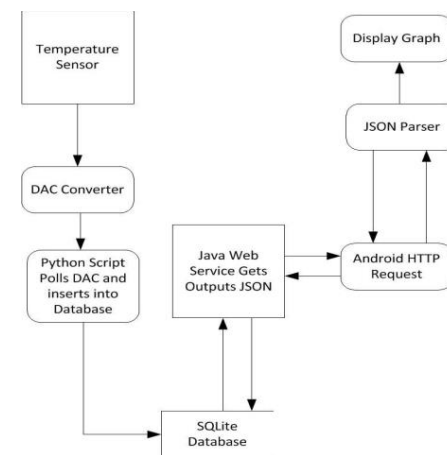 Temperature
Sensor
DAC Converter
Python Script
Polls DAC and
inserts into
Database
SQLite
Database
Java Web
Service Gets
Outputs JSON
Android HTTP
Request
JSON Parser
Display Graph